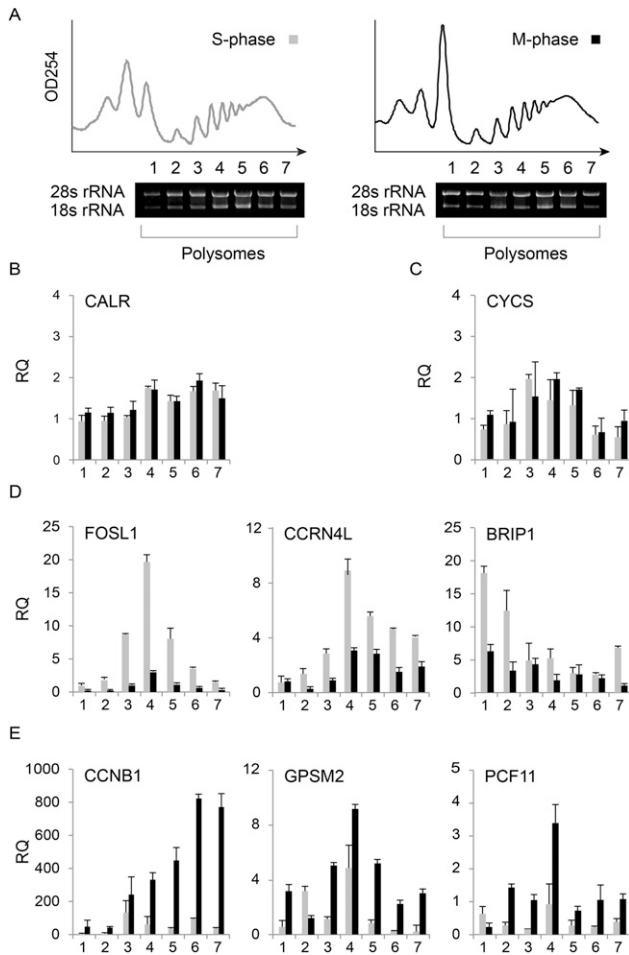 A
OD254
S-phase
M-phase
1 2 3 4 5 6 7
1 2 3 4 5 6 7
28s rRNA
18s rRNA
28s rRNA
18s rRNA
Polysomes
Polysomes
B
C
CALR
RQ
4
3
2
1
0
1 2 3 4 5 6 7
CYCS
RQ
4
3
2
1
0
1 2 3 4 5 6 7
D
FOSL1
RQ
25
20
15
10
5
0
1 2 3 4 5 6 7
CCRN4L
12
8
4
0
1 2 3 4 5 6 7
BRIP1
25
20
15
10
5
0
1 2 3 4 5 6 7
E
CCNB1
RQ
1000
800
600
400
200
0
1 2 3 4 5 6 7
GPSM2
12
8
4
0
1 2 3 4 5 6 7
PCF11
5
4
3
2
1
0
1 2 3 4 5 6 7